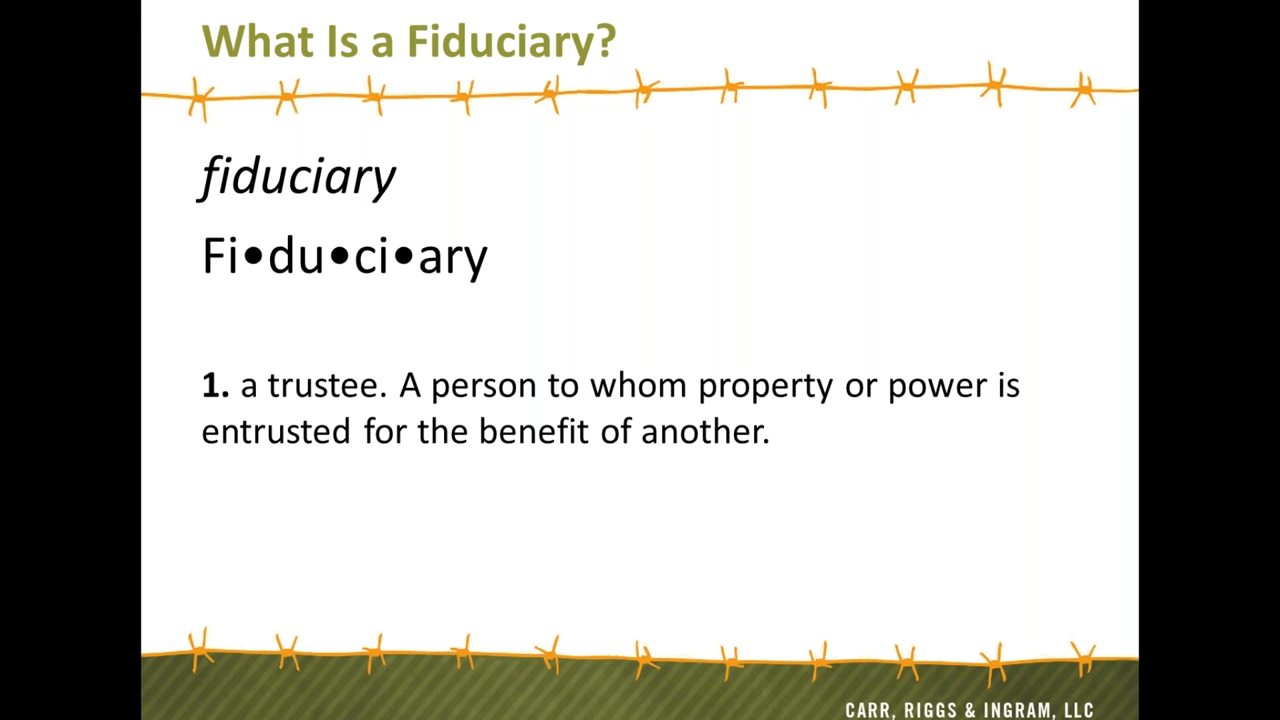 What Is a Fiduciary?
fiduciary
Fi•du•ci•ary
1. a trustee. A person to whom property or power is
entrusted for the benefit of another.
CARR, RIGGS & INGRAM, LLC